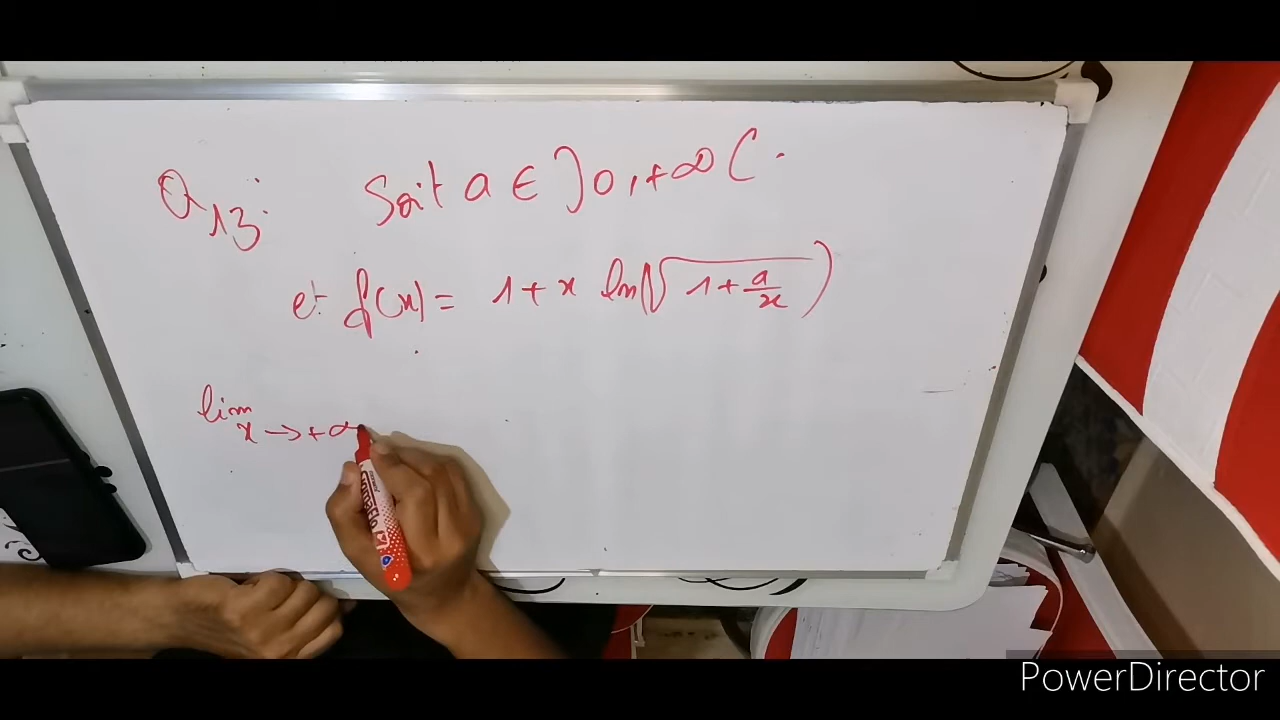 Q13: Soit a ∈ ]0,+∞[.
et f(x) = 1 + x ln(√(1 + a/x))
lim x→+∞
PowerDirector